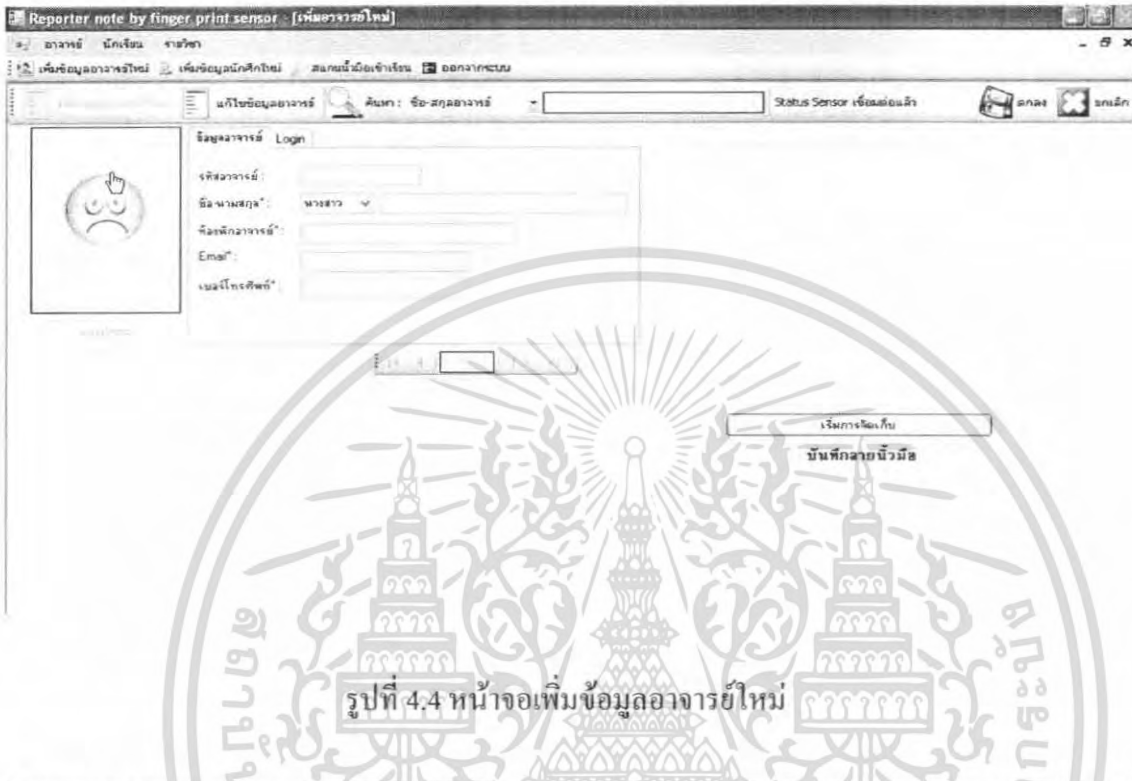 Reporter note by finger print sensor - [เพิ่มอาจารย์ใหม่]
อาจารย์ นักเรียน รายวิชา
เพิ่มข้อมูลอาจารย์ใหม่ เพิ่มข้อมูลนักศึกใหม่ สแกนนิ้วมือเข้าเรียน ออกจากระบบ
แก้ไขข้อมูลอาจารย์ ค้นหา : ชื่อ-สกุลอาจารย์ Status Sensor เชื่อมต่อแล้ว ตกลง ยกเลิก
ข้อมูลอาจารย์ Login
รหัสอาจารย์ :
ชื่อ-นามสกุล* : นางสาว
ห้องพักอาจารย์* :
Email* :
เบอร์โทรศัพท์* :
เริ่มการจัดเก็บ
บันทึกลายนิ้วมือ
รูปที่ 4.4 หน้าจอเพิ่มข้อมูลอาจารย์ใหม่